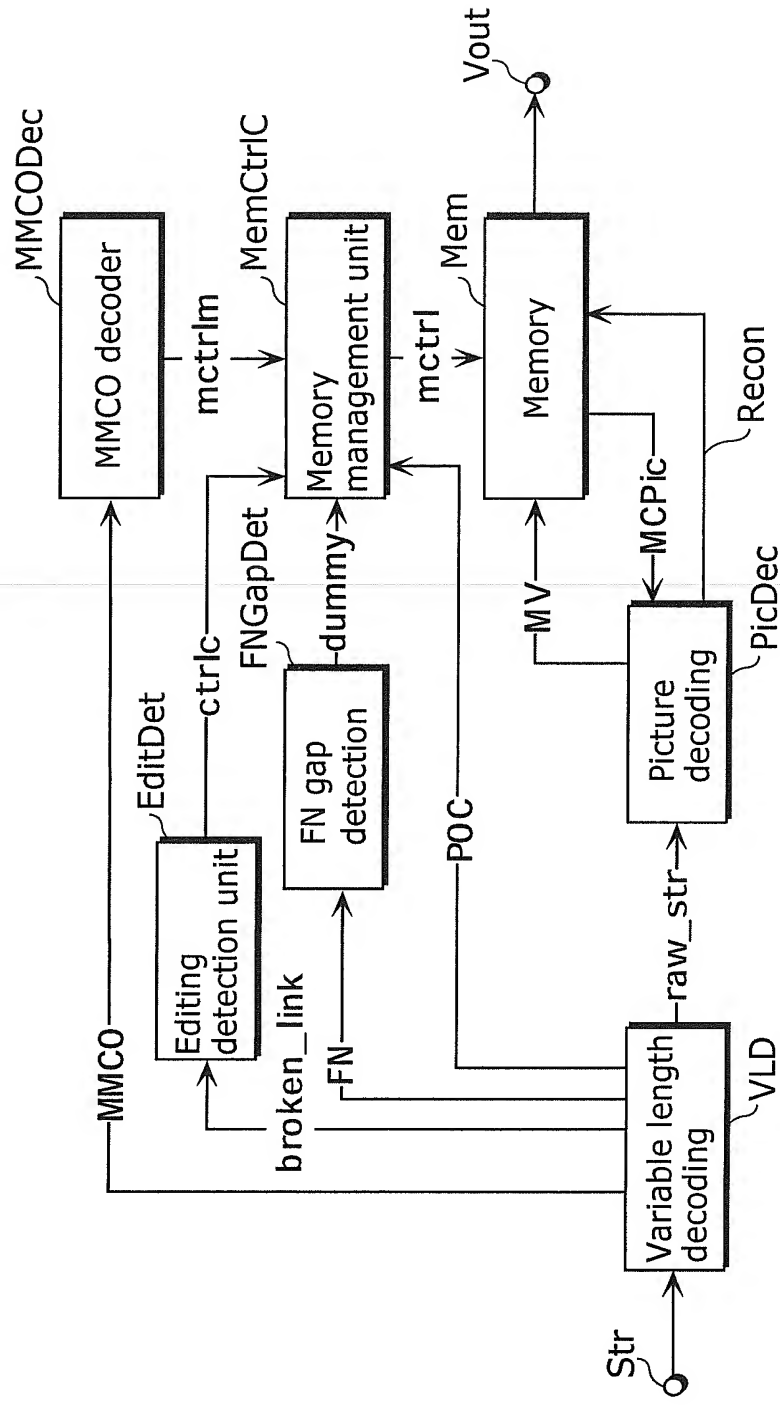 MMCODec
MMCO decoder
MMCO
mctrlm
EditDet
Editing
detection unit
ctrlc
broken_link
MemCtrlC
Memory
management unit
FNGapDet
FN gap
detection
dummy
FN
mctrl
POC
Mem
Memory
Vout
MV
MCPic
Recon
Picture
decoding
PicDec
raw_str
Variable length
decoding
VLD
Str